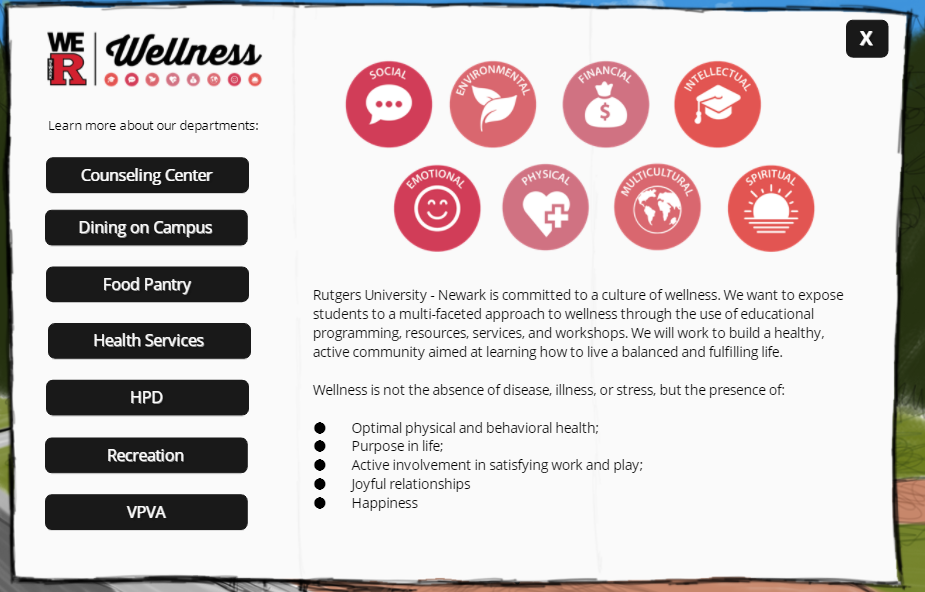 WE
R
Wellness
X
Learn more about our departments:
Counseling Center
Dining on Campus
Food Pantry
Health Services
HPD
Recreation
VPVA
SOCIAL
ENVIRONMENTAL
FINANCIAL
$
INTELLECTUAL
EMOTIONAL
PHYSICAL
MULTICULTURAL
SPIRITUAL
Rutgers University - Newark is committed to a culture of wellness. We want to expose
students to a multi-faceted approach to wellness through the use of educational
programming, resources, services, and workshops. We will work to build a healthy,
active community aimed at learning how to live a balanced and fulfilling life.
Wellness is not the absence of disease, illness, or stress, but the presence of:
● Optimal physical and behavioral health;
● Purpose in life;
● Active involvement in satisfying work and play;
● Joyful relationships
● Happiness